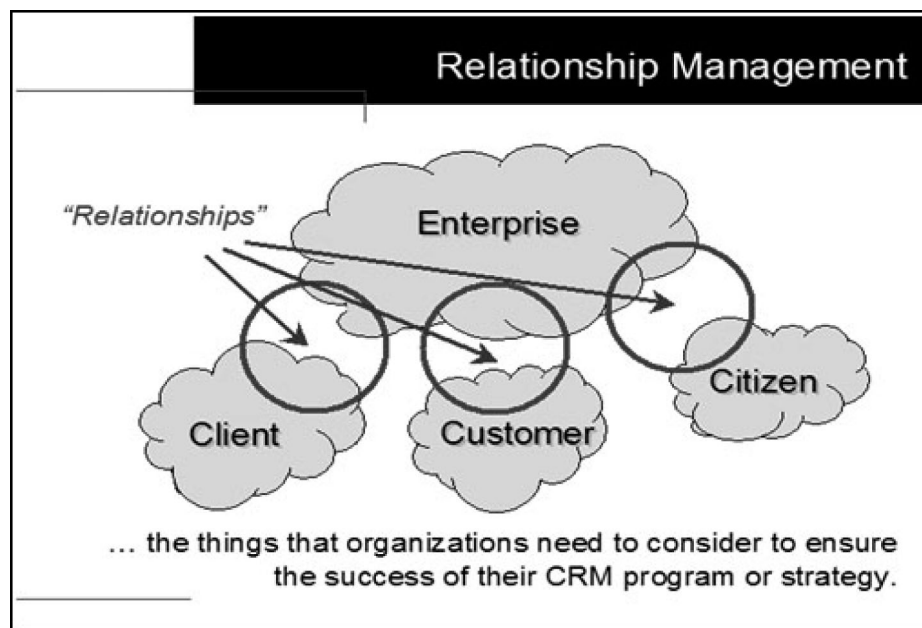 Relationship Management
“Relationships”
Enterprise
Client
Customer
Citizen
... the things that organizations need to consider to ensure
the success of their CRM program or strategy.